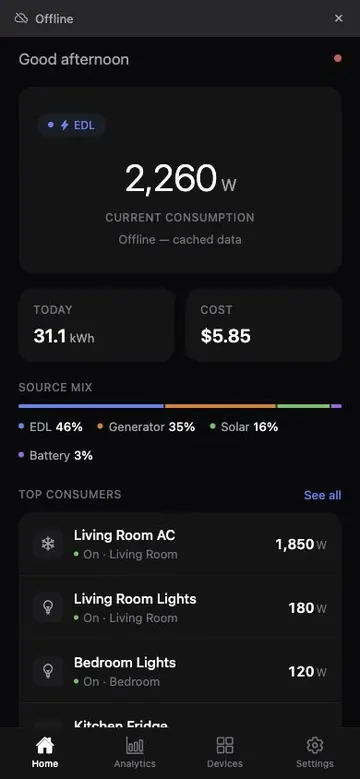 Offline
Good afternoon
EDL
2,260 W
CURRENT CONSUMPTION
Offline — cached data
TODAY
31.1 kWh
COST
$5.85
SOURCE MIX
EDL 46% Generator 35% Solar 16%
Battery 3%
TOP CONSUMERS See all
Living Room AC
On · Living Room
1,850 W
Living Room Lights
On · Living Room
180 W
Bedroom Lights
On · Bedroom
120 W
Kitchen Fridge
Home Analytics Devices Settings